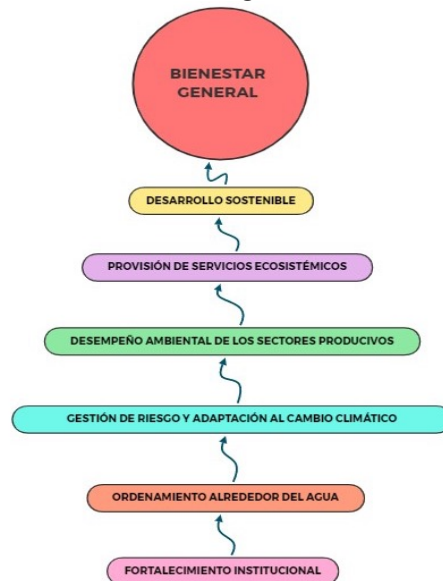 BIENESTAR
GENERAL
DESARROLLO SOSTENIBLE
PROVISIÓN DE SERVICIOS ECOSISTÉMICOS
DESEMPEÑO AMBIENTAL DE LOS SECTORES PRODUCIVOS
GESTIÓN DE RIESGO Y ADAPTACIÓN AL CAMBIO CLIMÁTICO
ORDENAMIENTO ALREDEDOR DEL AGUA
FORTALECIMIENTO INSTITUCIONAL